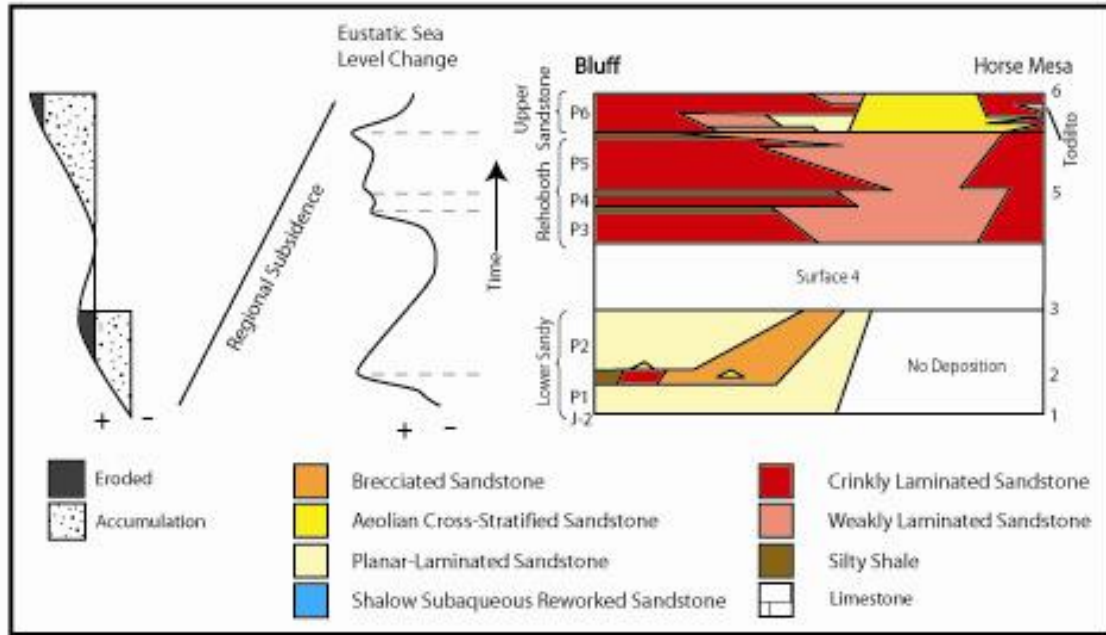 Eustatic Sea
Level Change
Bluff
Horse Mesa
Upper
Sandstone
Rehoboth
Lower Sandy
P6
P5
P4
P3
P2
P1
J-2
6
5
3
2
1
Todilto
Regional Subsidence
Time
Surface 4
No Deposition
+ -
+ -
Eroded
Accumulation
Brecciated Sandstone
Aeolian Cross-Stratified Sandstone
Planar-Laminated Sandstone
Shalow Subaqueous Reworked Sandstone
Crinkly Laminated Sandstone
Weakly Laminated Sandstone
Silty Shale
Limestone